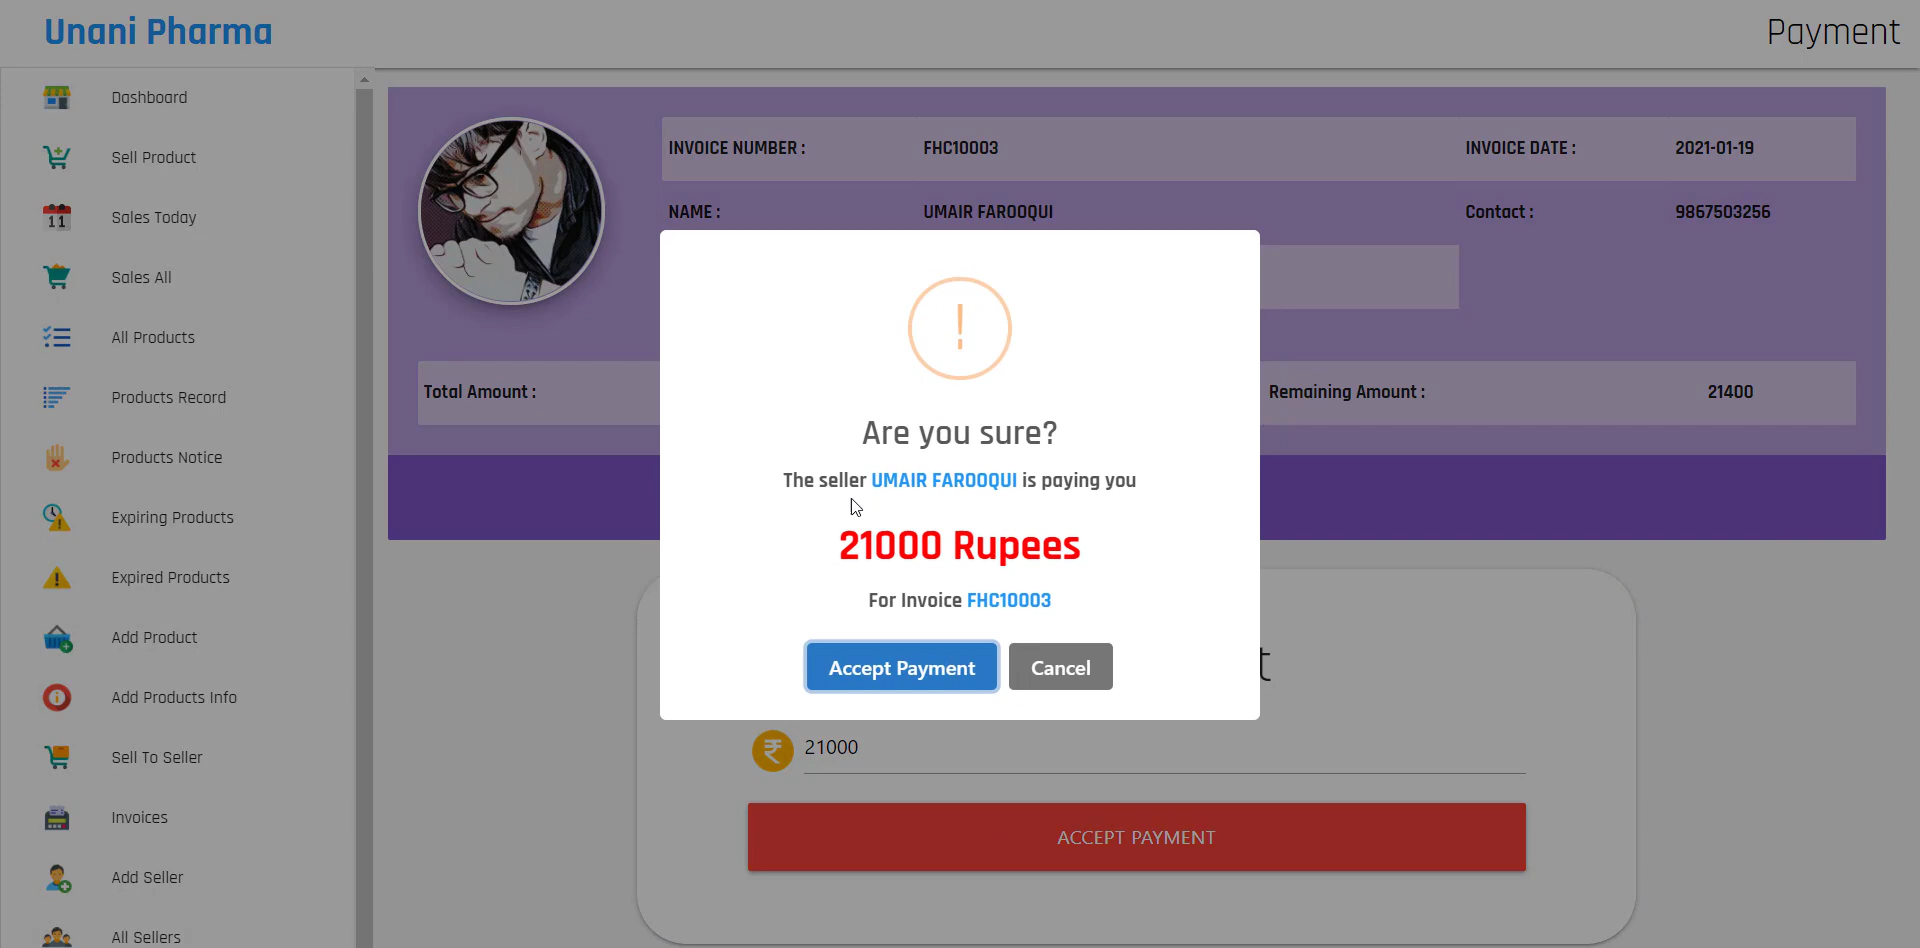 Unani Pharma
Payment
Dashboard
Sell Product
Sales Today
Sales All
All Products
Products Record
Products Notice
Expiring Products
Expired Products
Add Product
Add Products Info
Sell To Seller
Invoices
Add Seller
All Sellers
INVOICE NUMBER : FHC10003 INVOICE DATE : 2021-01-19
NAME : UMAIR FAROOQUI Contact : 9867503256
Total Amount : Remaining Amount : 21400
!
Are you sure?
The seller UMAIR FAROOQUI is paying you
21000 Rupees
For Invoice FHC10003
Accept Payment Cancel
₹ 21000
ACCEPT PAYMENT